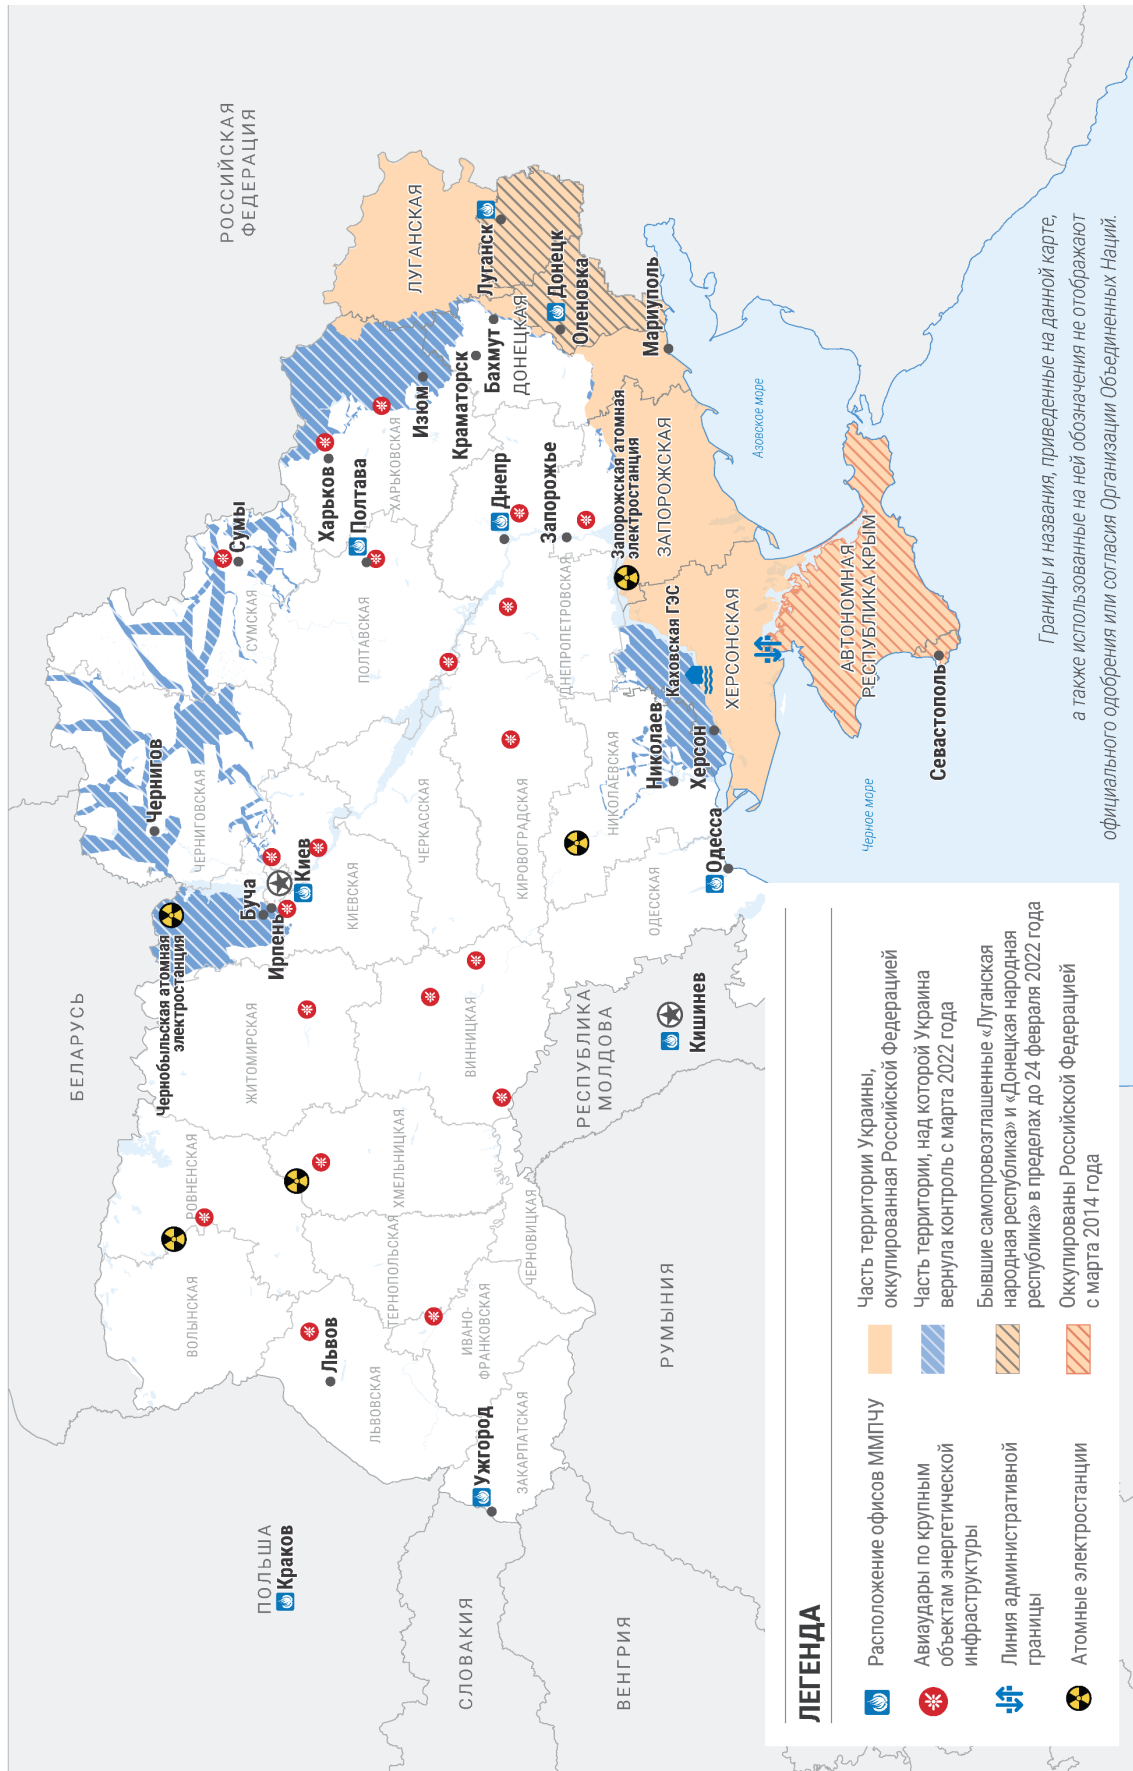 РОССИЙСКАЯ
ФЕДЕРАЦИЯ
БЕЛАРУСЬ
ПОЛЬША
Краков
СЛОВАКИЯ
ВЕНГРИЯ
РУМЫНИЯ
РЕСПУБЛИКА
МОЛДОВА
Кишинев
Чернобыльская атомная
электростанция
Чернигов
ЧЕРНИГОВСКАЯ
Сумы
СУМСКАЯ
ВОЛЫНСКАЯ
РОВНЕНСКАЯ
ЖИТОМИРСКАЯ
Буча
Ирпень
Киев
КИЕВСКАЯ
Львов
ЛЬВОВСКАЯ
ТЕРНОПОЛЬСКАЯ
ХМЕЛЬНИЦКАЯ
ВИННИЦКАЯ
ЧЕРКАССКАЯ
ПОЛТАВСКАЯ
Полтава
Харьков
ХАРЬКОВСКАЯ
Изюм
ЛУГАНСКАЯ
Луганск
Краматорск
Бахмут
ДОНЕЦКАЯ
Донецк
Оленовка
Мариуполь
Ужгород
ЗАКАРПАТСКАЯ
ИВАНО-
ФРАНКОВСКАЯ
ЧЕРНОВИЦКАЯ
КИРОВОГРАДСКАЯ
ДНЕПРОПЕТРОВСКАЯ
Днепр
Запорожье
Запорожская атомная
электростанция
ЗАПОРОЖСКАЯ
НИКОЛАЕВСКАЯ
Николаев
Каховская ГЭС
Херсон
ХЕРСОНСКАЯ
ОДЕССКАЯ
Одесса
Азовское море
Черное море
АВТОНОМНАЯ
РЕСПУБЛИКА КРЫМ
Севастополь
Границы и названия, приведенные на данной карте,
а также использованные на ней обозначения не отображают
официального одобрения или согласия Организации Объединенных Наций.
ЛЕГЕНДА
Расположение офисов ММПЧУ
Авиаудары по крупным
объектам энергетической
инфраструктуры
Линия административной
границы
Атомные электростанции
Часть территории Украины,
оккупированная Российской Федерацией
Часть территории, над которой Украина
вернула контроль с марта 2022 года
Бывшие самопровозглашенные «Луганская
народная республика» и «Донецкая народная
республика» в пределах до 24 февраля 2022 года
Оккупированы Российской Федерацией
с марта 2014 года